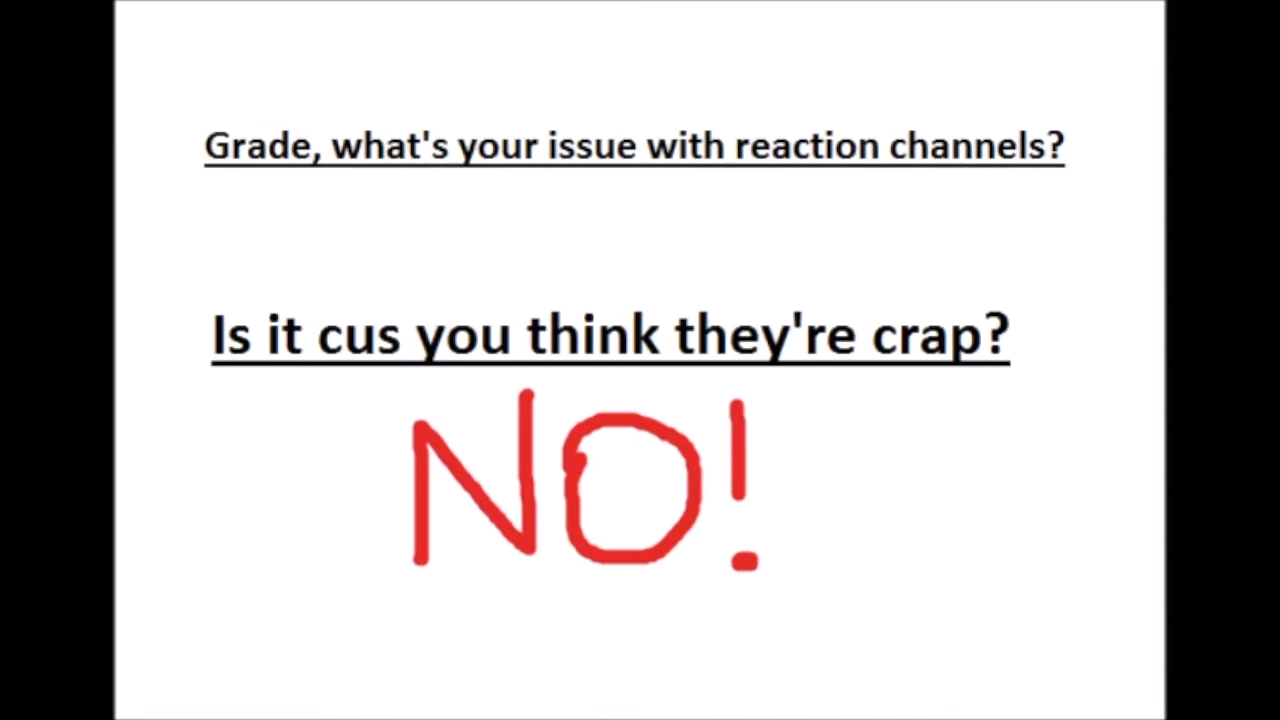 Grade, what's your issue with reaction channels?
Is it cus you think they're crap?
NO!